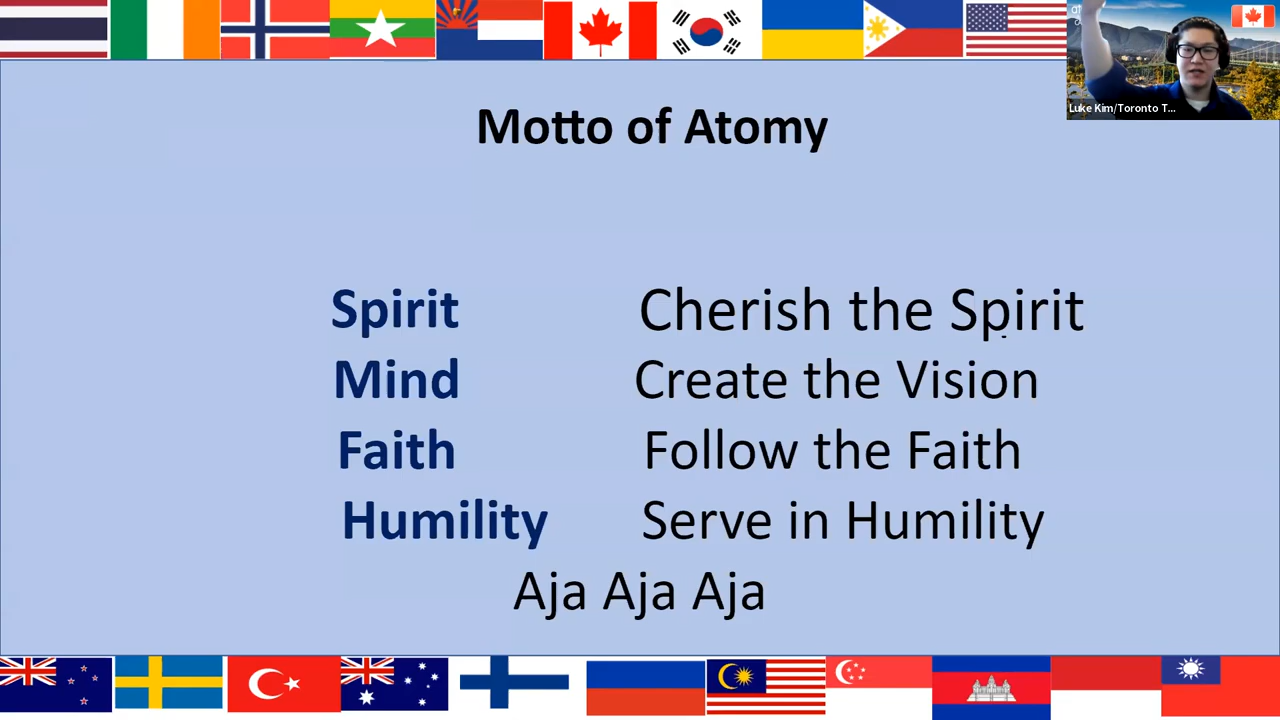 Motto of Atomy
Spirit Cherish the Spirit
Mind Create the Vision
Faith Follow the Faith
Humility Serve in Humility
Aja Aja Aja
Luke Kim/Toronto T...